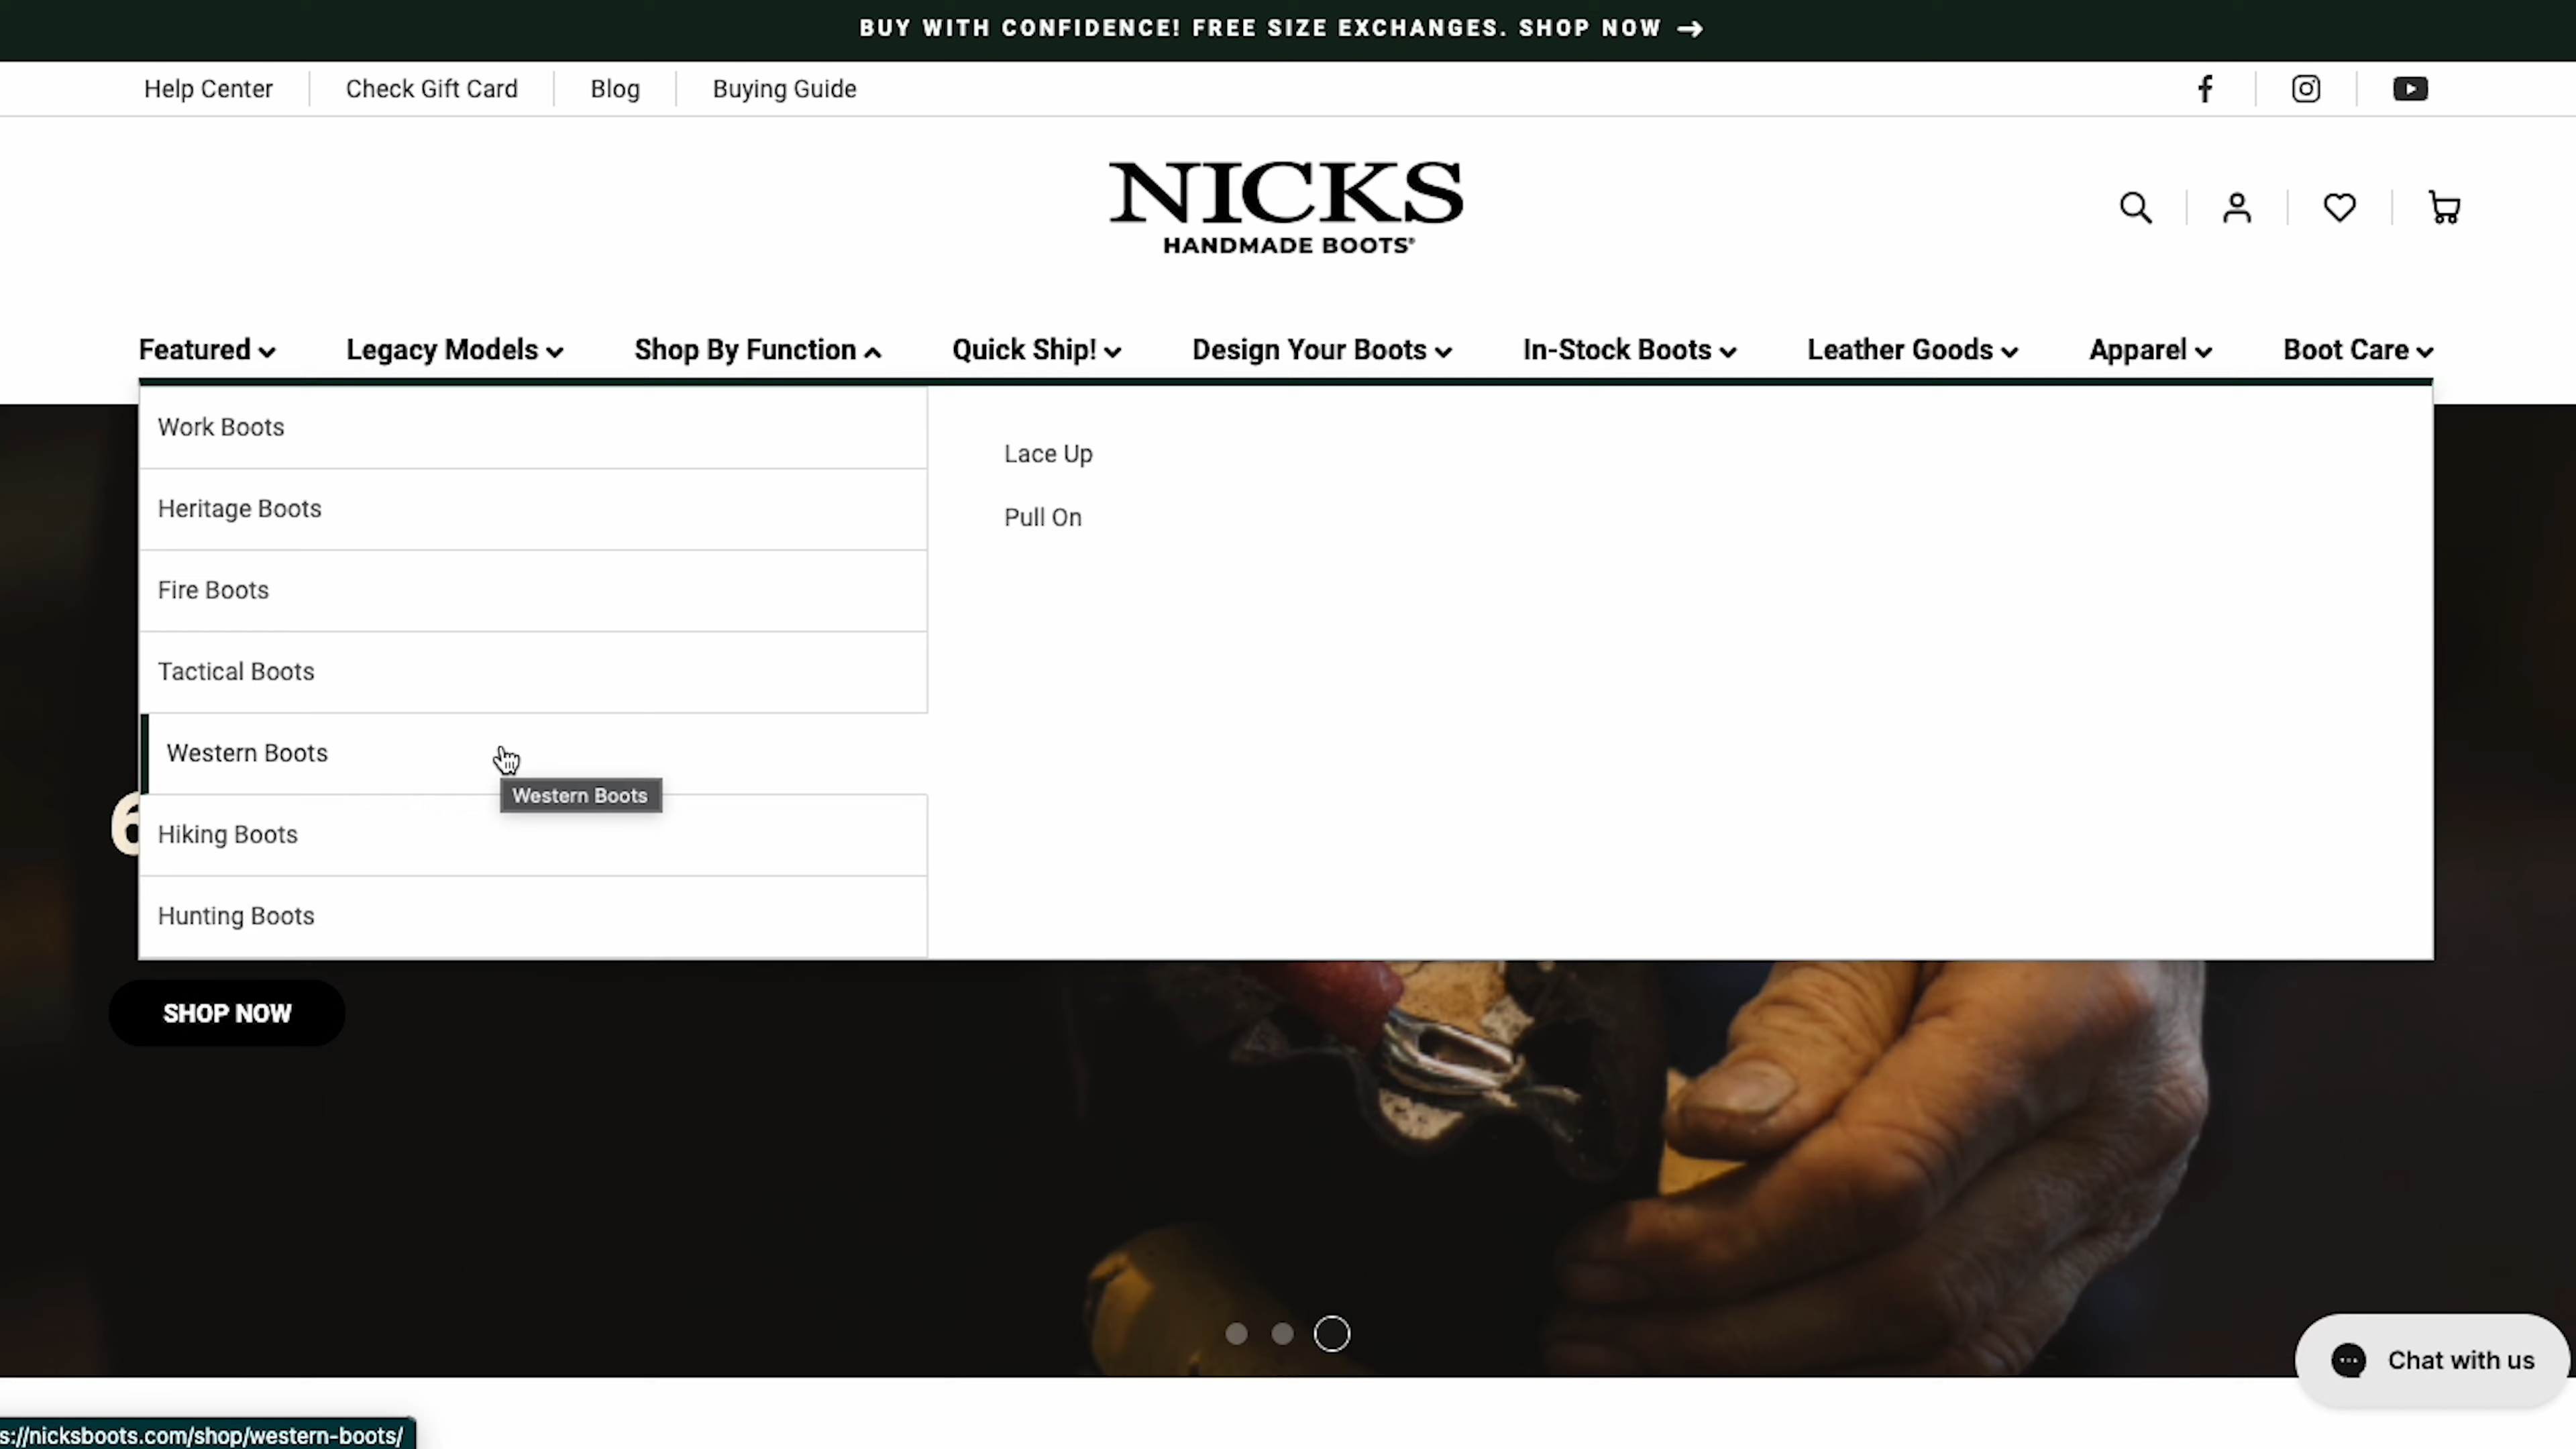 BUY WITH CONFIDENCE! FREE SIZE EXCHANGES. SHOP NOW →
Help Center
Check Gift Card
Blog
Buying Guide
NICKS
HANDMADE BOOTS®
Featured
Legacy Models
Shop By Function
Quick Ship!
Design Your Boots
In-Stock Boots
Leather Goods
Apparel
Boot Care
Work Boots
Heritage Boots
Fire Boots
Tactical Boots
Western Boots
Western Boots
Hiking Boots
Hunting Boots
Lace Up
Pull On
6
SHOP NOW
Chat with us
s://nicksboots.com/shop/western-boots/